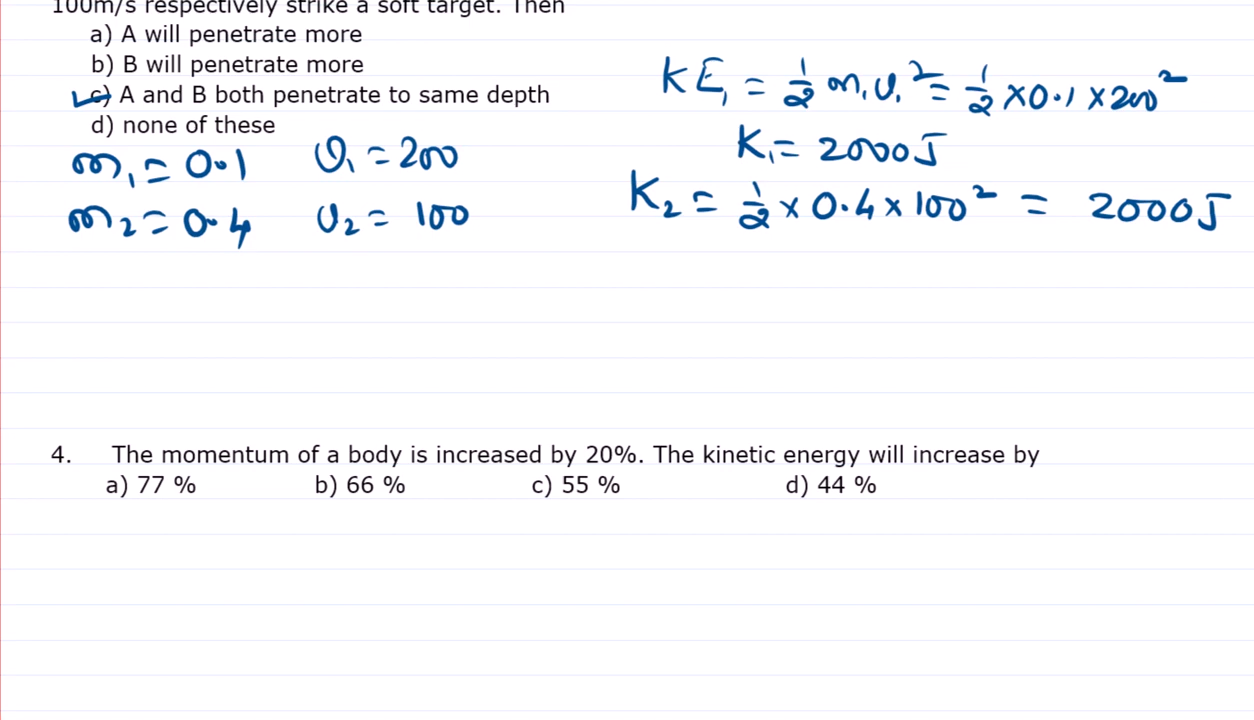 100m/s respectively strike a soft target. Then
a) A will penetrate more
b) B will penetrate more
c) A and B both penetrate to same depth
d) none of these
m₁ = 0.1 v₁ = 200
m₂ = 0.4 v₂ = 100
KE₁ = ½ m₁v₁² = ½ × 0.1 × 200²
K₁ = 2000J
K₂ = ½ × 0.4 × 100² = 2000J
4. The momentum of a body is increased by 20%. The kinetic energy will increase by
a) 77 % b) 66 % c) 55 % d) 44 %